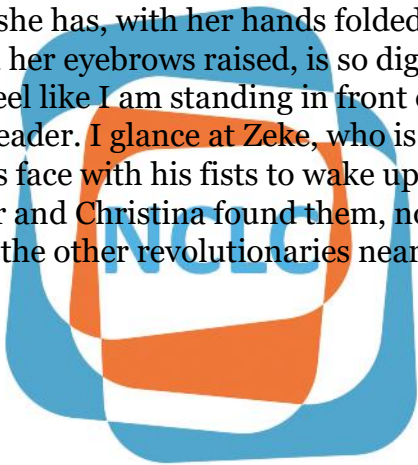 she has, with her hands folded
her eyebrows raised, is so dig
eel like I am standing in front
eader. I glance at Zeke, who is
s face with his fists to wake up
r and Christina found them, no
the other revolutionaries near
NCLC